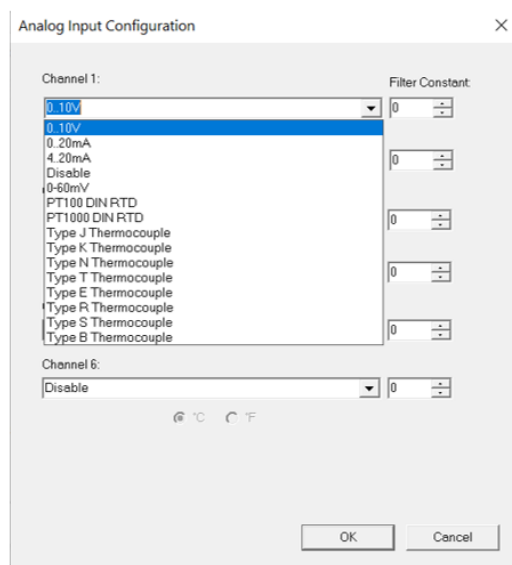 Analog Input Configuration
Channel 1:
Filter Constant:
0..10V
0
0..10V
0..20mA
4..20mA
Disable
0
0-60mV
PT100 DIN RTD
PT1000 DIN RTD
0
Type J Thermocouple
Type K Thermocouple
Type N Thermocouple
Type T Thermocouple
0
Type E Thermocouple
Type R Thermocouple
Type S Thermocouple
Type B Thermocouple
0
Channel 6:
Disable
0
°C °F
OK Cancel